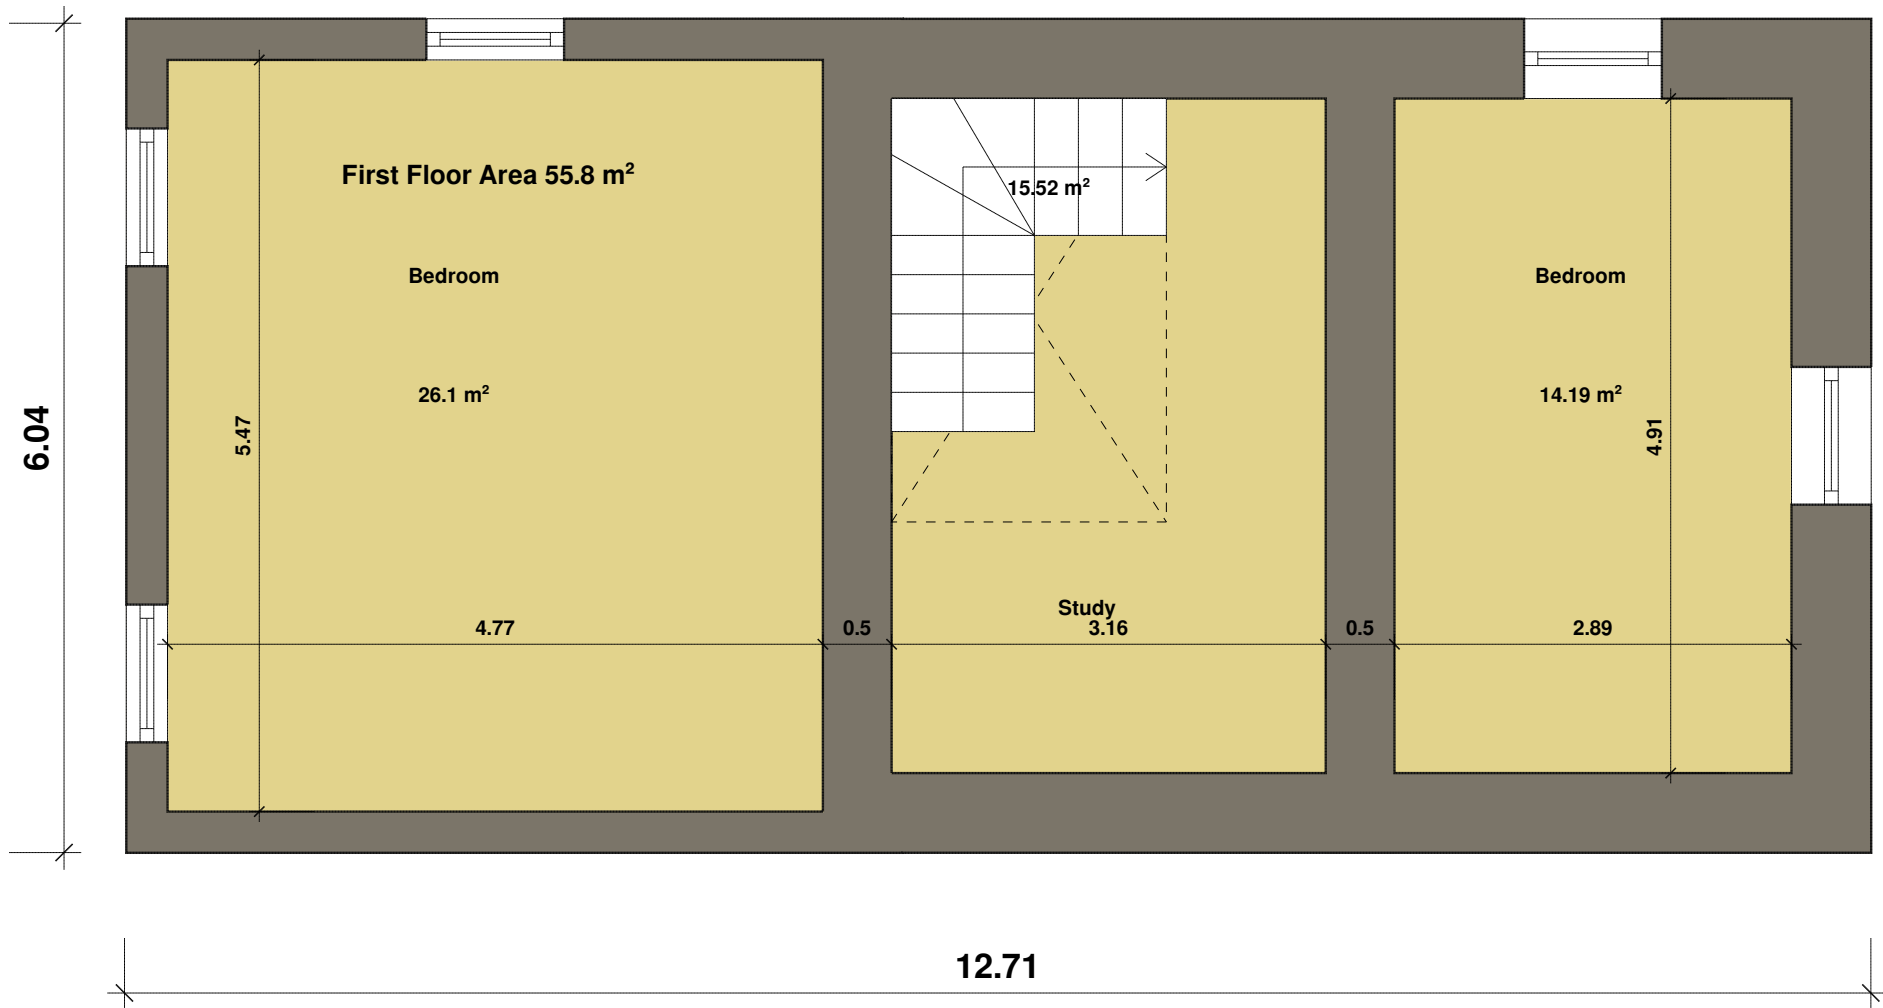 First Floor Area 55.8 m²
15.52 m²
Bedroom
Bedroom
26.1 m²
14.19 m²
6.04
5.47
4.91
Study
4.77
0.5
3.16
0.5
2.89
12.71